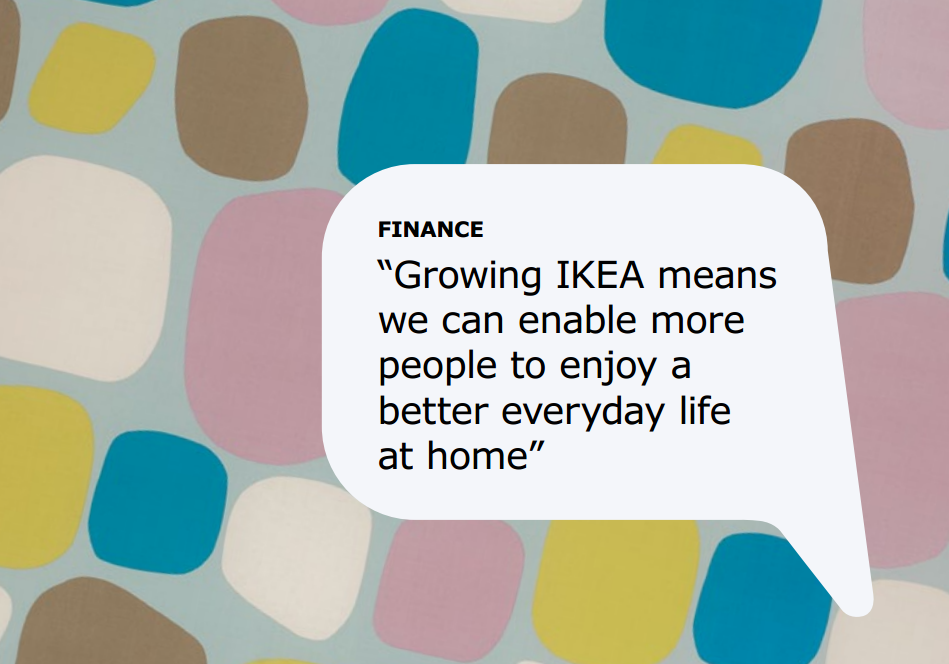 FINANCE
“Growing IKEA means
we can enable more
people to enjoy a
better everyday life
at home”